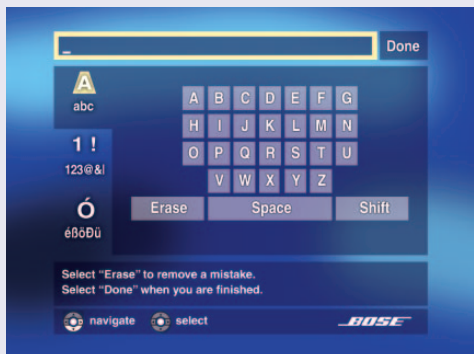 _
Done
A
abc
A B C D E F G
H I J K L M N
O P Q R S T U
V W X Y Z
1 !
123@&!
Erase Space Shift
Ó
éßöÐü
Select “Erase” to remove a mistake.
Select “Done” when you are finished.
navigate select BOSE